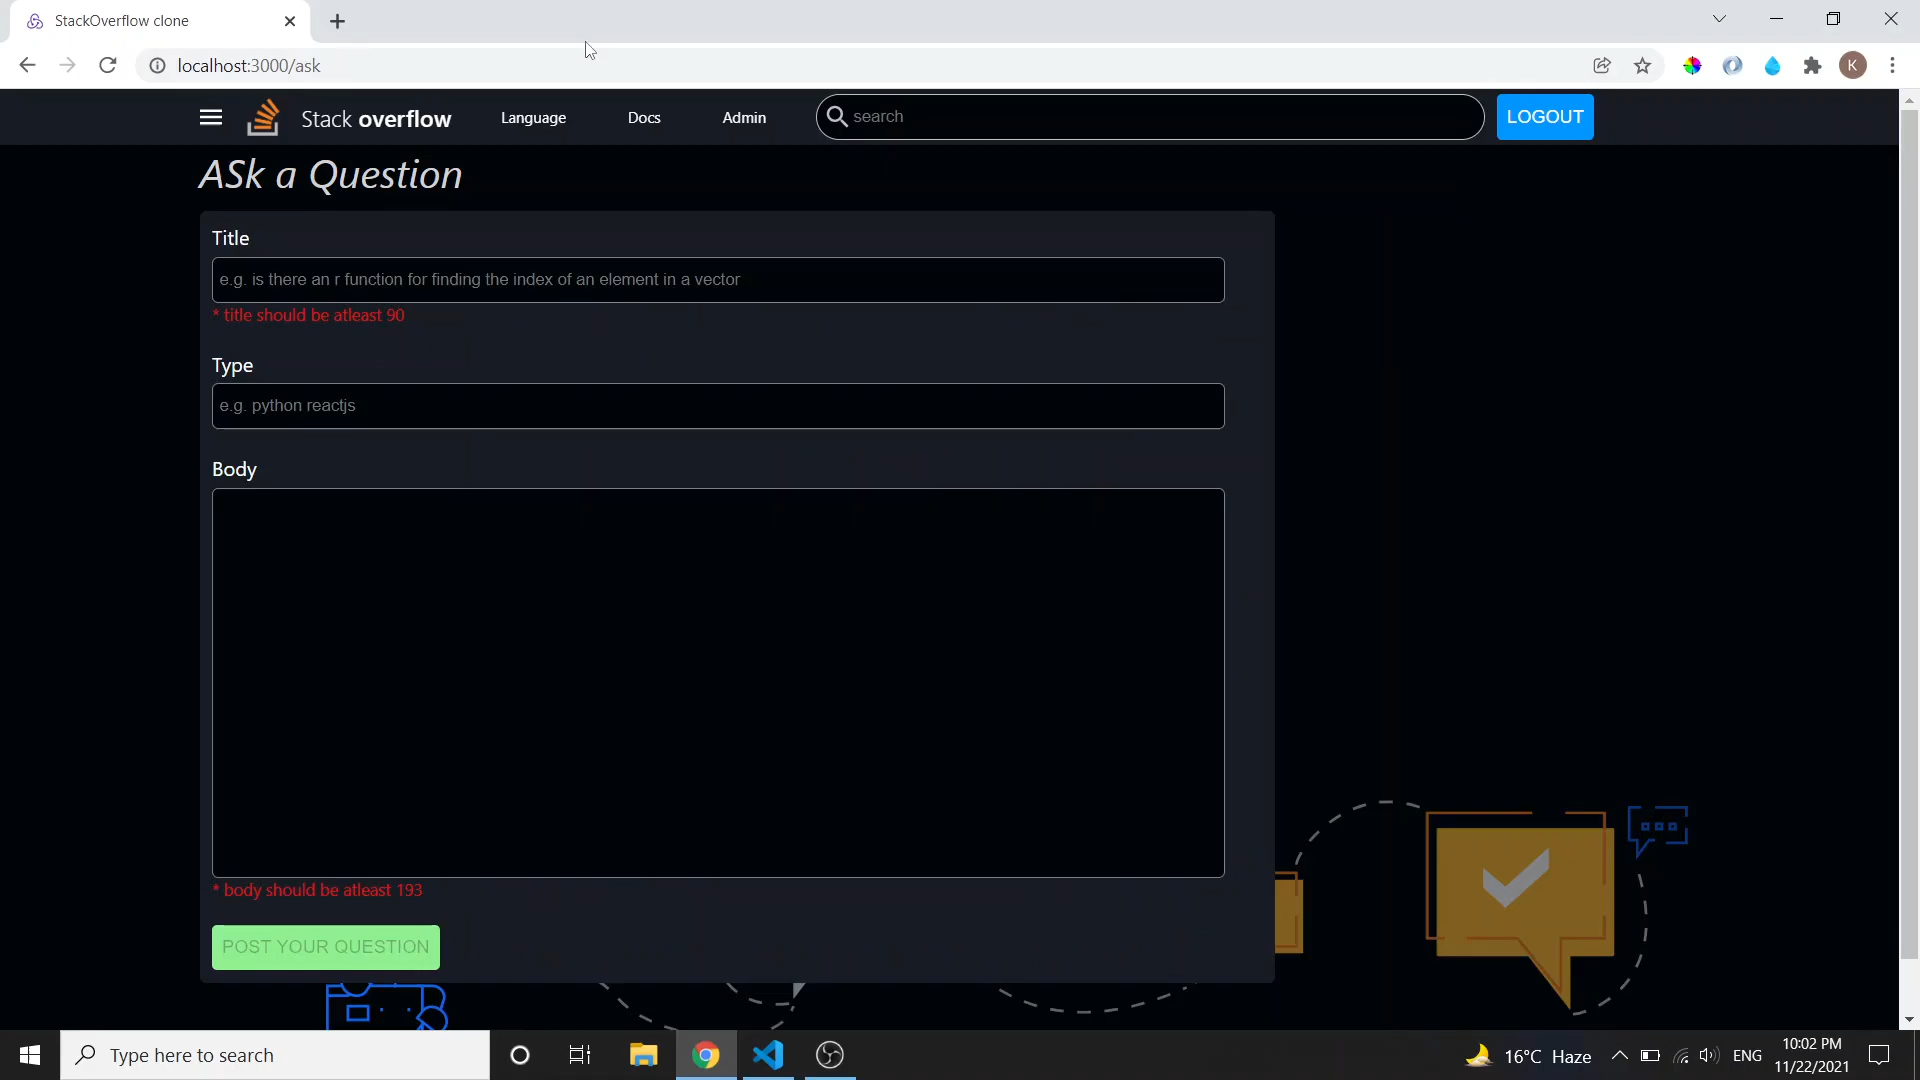 StackOverflow clone
localhost:3000/ask
K
Stack overflow
Language
Docs
Admin
search
LOGOUT
ASk a Question
Title
e.g. is there an r function for finding the index of an element in a vector
* title should be atleast 90
Type
e.g. python reactjs
Body
* body should be atleast 193
POST YOUR QUESTION
Type here to search
16°C Haze
ENG
10:02 PM
11/22/2021